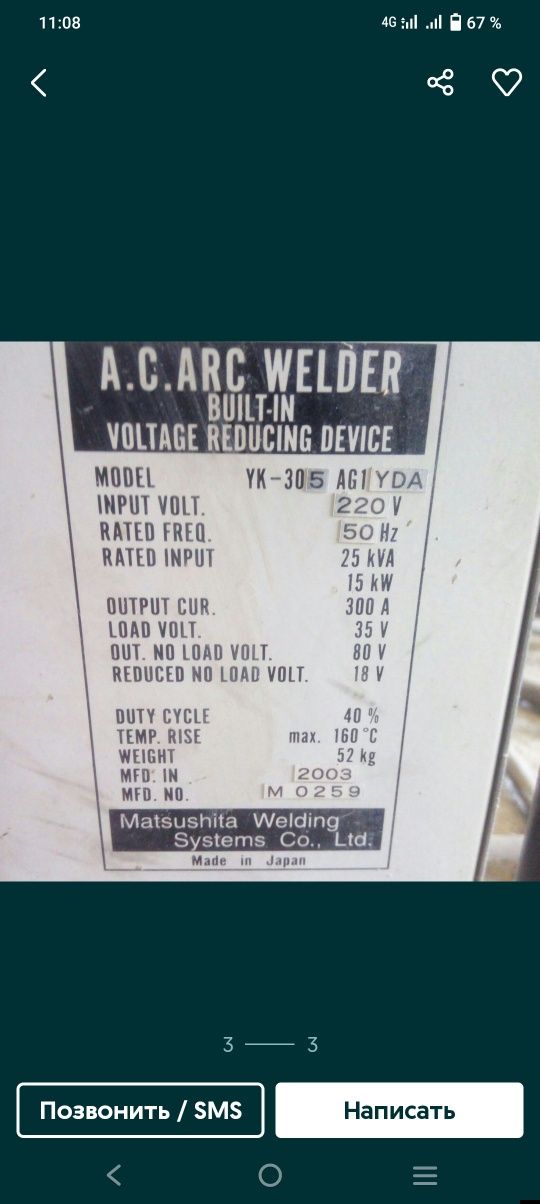 11:08
4G 67 %
A.C.ARC WELDER
BUILT-IN
VOLTAGE REDUCING DEVICE
MODEL YK-305 AG1 YDA
INPUT VOLT. 220 V
RATED FREQ. 50 Hz
RATED INPUT 25 kVA
15 kW
OUTPUT CUR. 300 A
LOAD VOLT. 35 V
OUT. NO LOAD VOLT. 80 V
REDUCED NO LOAD VOLT. 18 V
DUTY CYCLE 40 %
TEMP. RISE max. 160 °C
WEIGHT 52 kg
MFD. IN 2003
MFD. NO. M 0259
Matsushita Welding
Systems Co., Ltd.
Made in Japan
3 3
Позвонить / SMS
Написать